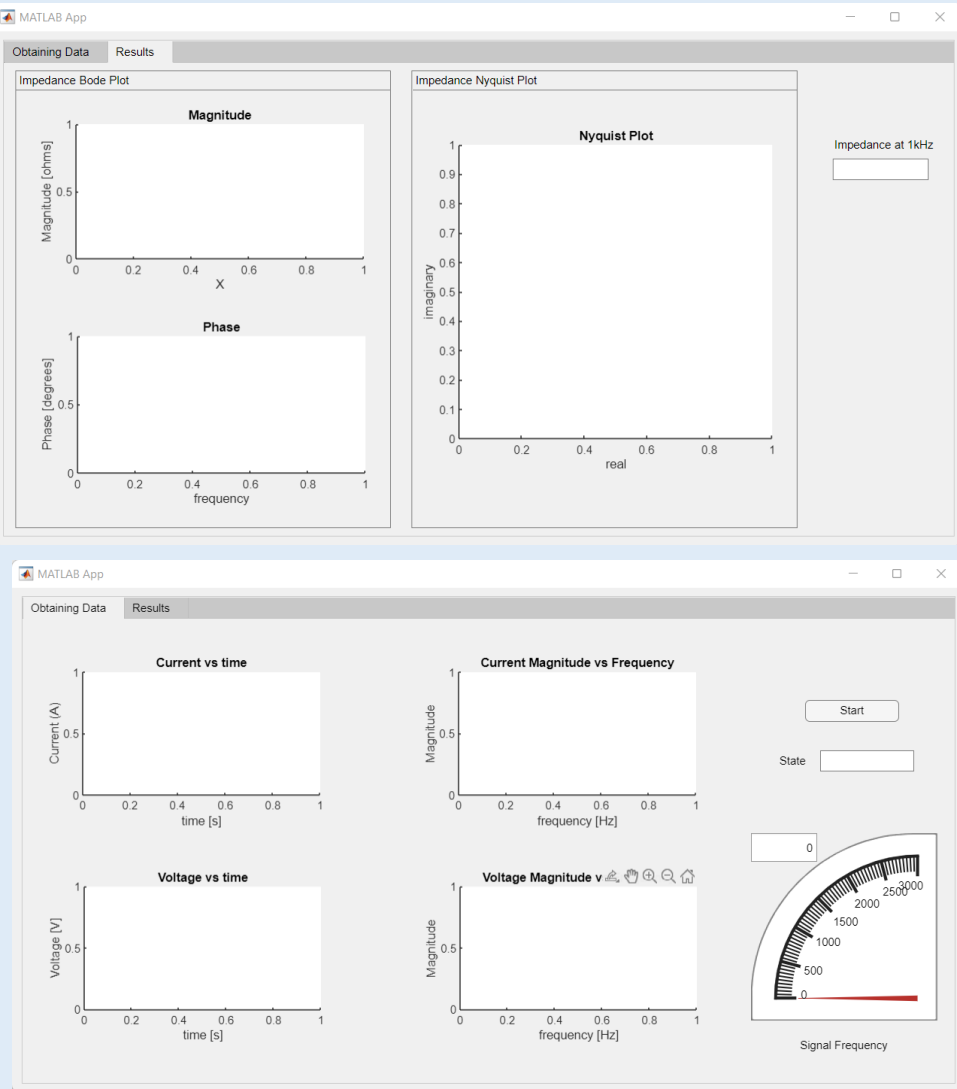 MATLAB App
Obtaining Data
Results
Impedance Bode Plot
Magnitude
Magnitude [ohms]
1
0.5
0
0 0.2 0.4 0.6 0.8 1
X
Phase
Phase [degrees]
1
0.5
0
0 0.2 0.4 0.6 0.8 1
frequency
Impedance Nyquist Plot
Nyquist Plot
imaginary
1
0.9
0.8
0.7
0.6
0.5
0.4
0.3
0.2
0.1
0
0 0.2 0.4 0.6 0.8 1
real
Impedance at 1kHz
MATLAB App
Obtaining Data
Results
Current vs time
Current (A)
1
0.5
0
0 0.2 0.4 0.6 0.8 1
time [s]
Current Magnitude vs Frequency
Magnitude
1
0.5
0
0 0.2 0.4 0.6 0.8 1
frequency [Hz]
Start
State
Voltage vs time
Voltage [V]
1
0.5
0
0 0.2 0.4 0.6 0.8 1
time [s]
Voltage Magnitude v
Magnitude
1
0.5
0
0 0.2 0.4 0.6 0.8 1
frequency [Hz]
0
3000
2500
2000
1500
1000
500
0
Signal Frequency